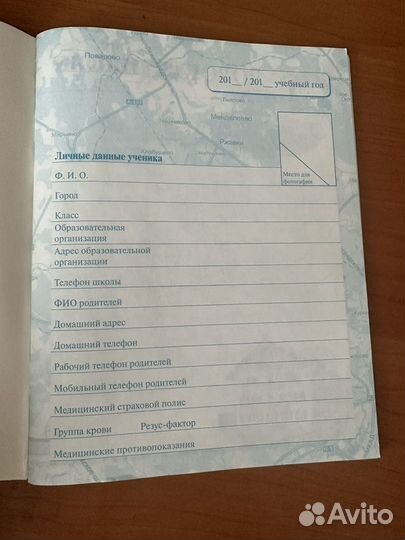 Поварово
201__ / 201__ учебный год
Менделеево
Ржавки
Личные данные ученика
Место для
фотографии
Ф. И. О.
Город
Класс
Образовательная
организация
Адрес образовательной
организации
Телефон школы
ФИО родителей
Домашний адрес
Домашний телефон
Рабочий телефон родителей
Мобильный телефон родителей
Медицинский страховой полис
Группа крови Резус-фактор
Медицинские противопоказания
Avito